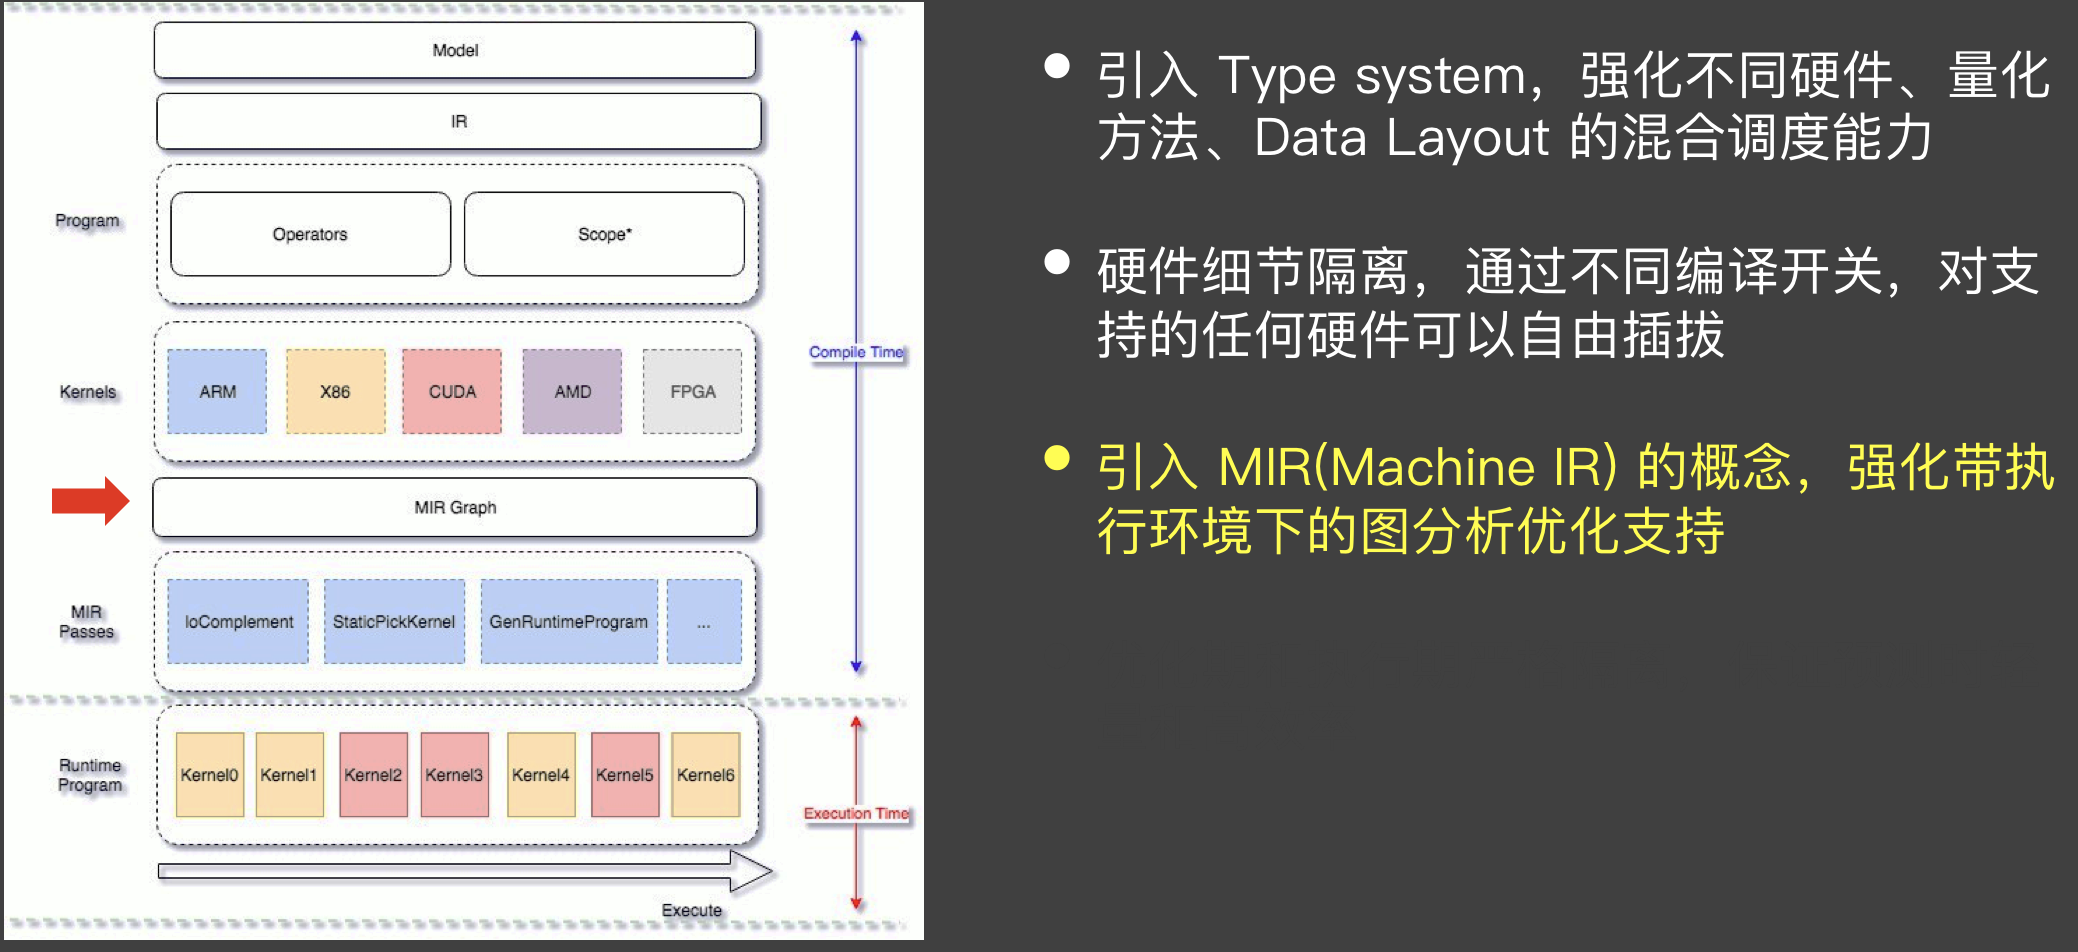 Model
IR
Program
Operators
Scope*
Compile Time
Kernels
ARM
X86
CUDA
AMD
FPGA
MIR Graph
MIR
Passes
IoComplement
StaticPickKernel
GenRuntimeProgram
...
Runtime
Program
Kernel0
Kernel1
Kernel2
Kernel3
Kernel4
Kernel5
Kernel6
Execution Time
Execute
● 引入 Type system，强化不同硬件、量化
方法、Data Layout 的混合调度能力
● 硬件细节隔离，通过不同编译开关，对支
持的任何硬件可以自由插拔
● 引入 MIR(Machine IR) 的概念，强化带执
行环境下的图分析优化支持